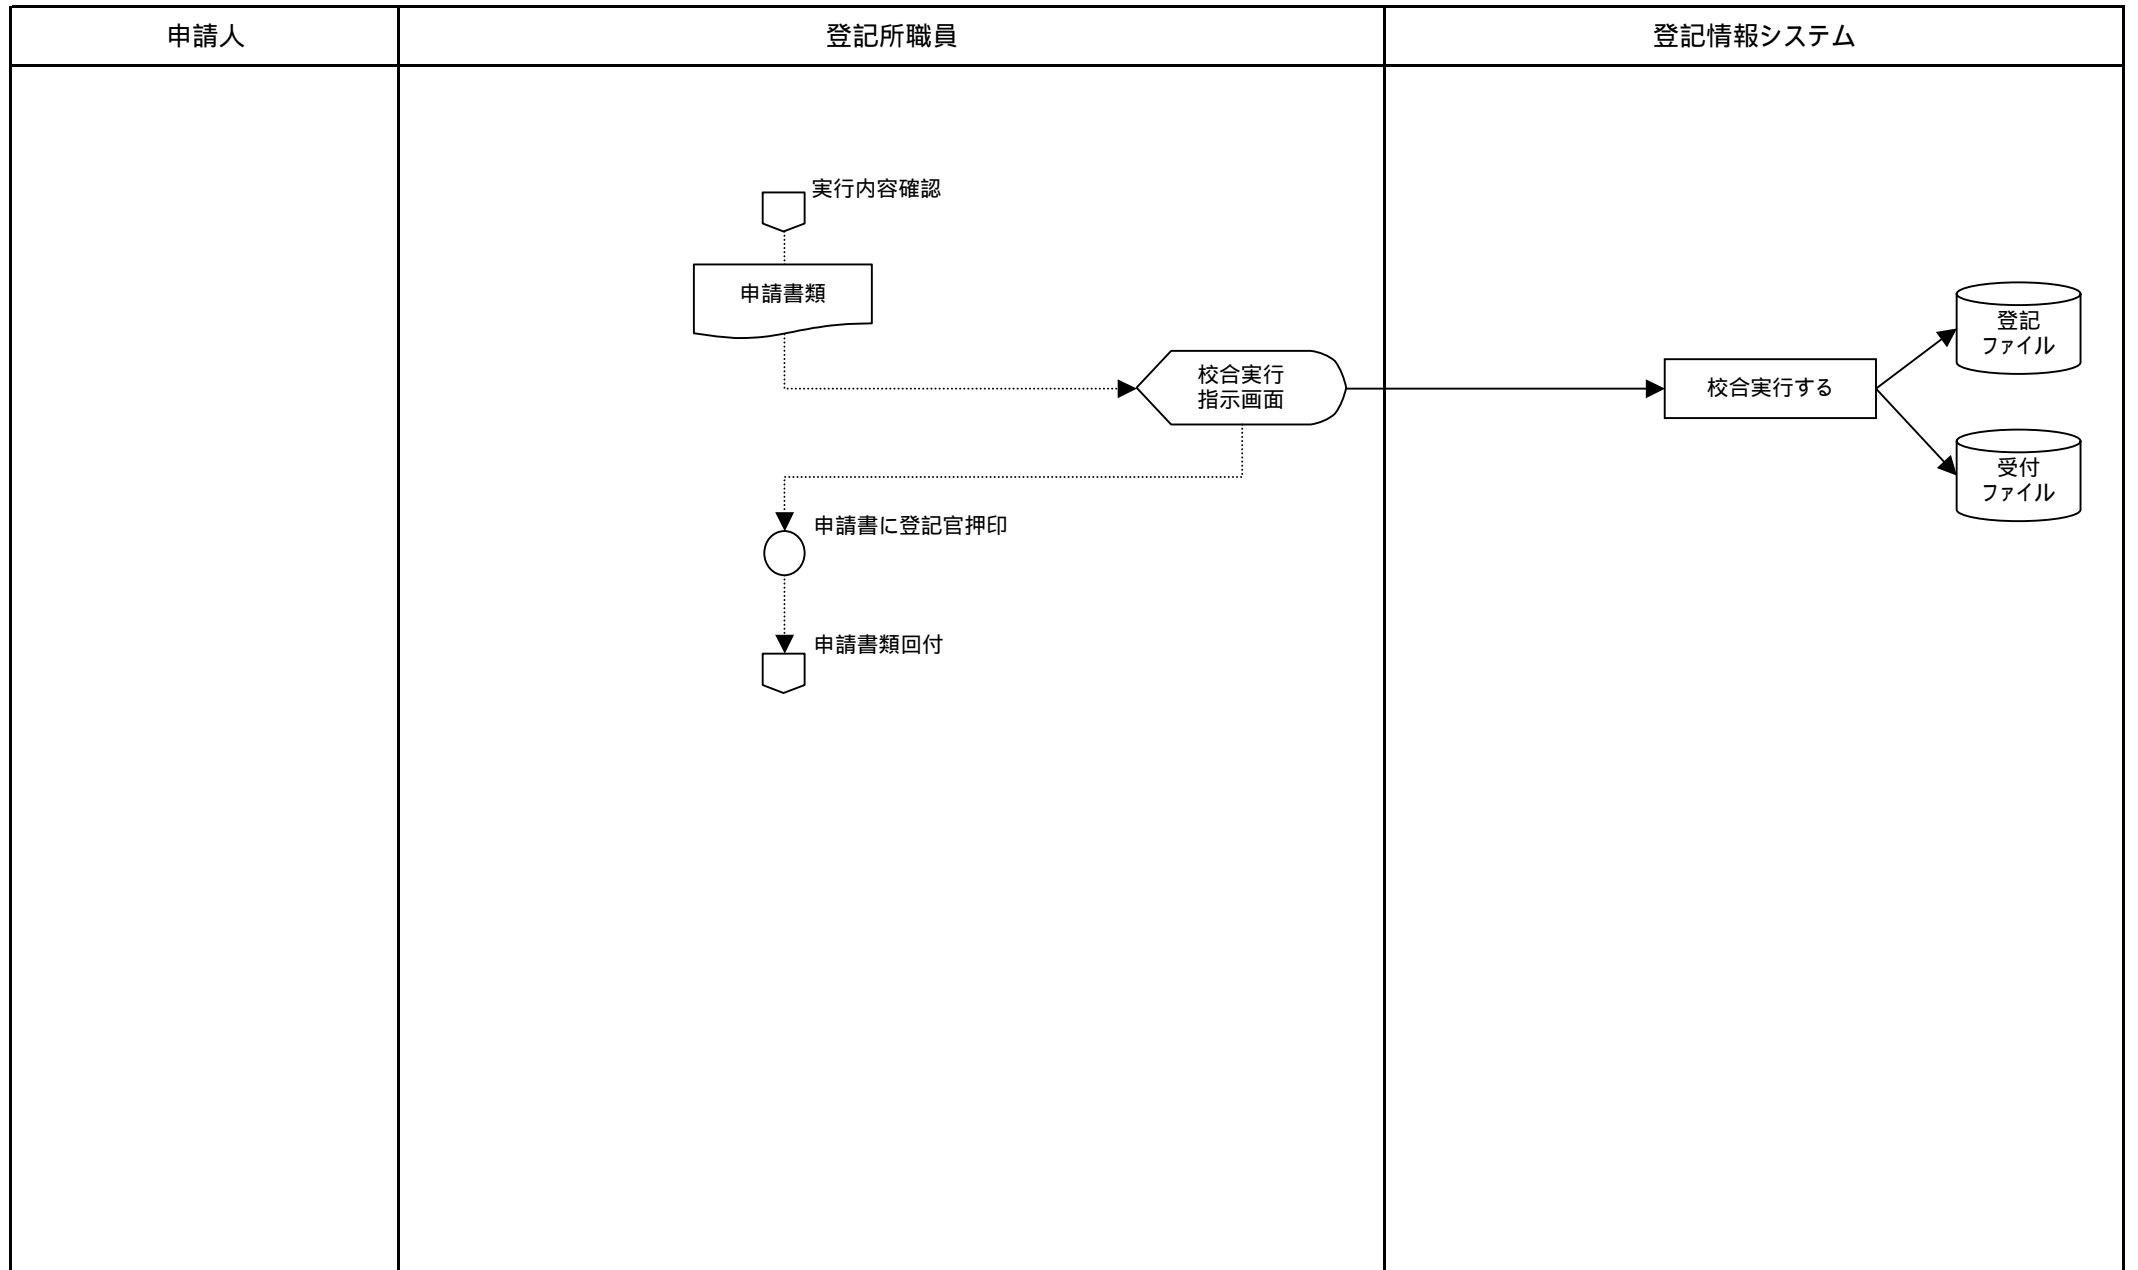 申請人
登記所職員
登記情報システム
実行内容確認
申請書類
校合実行
指示画面
校合実行する
登記
ファイル
受付
ファイル
申請書に登記官押印
申請書類回付